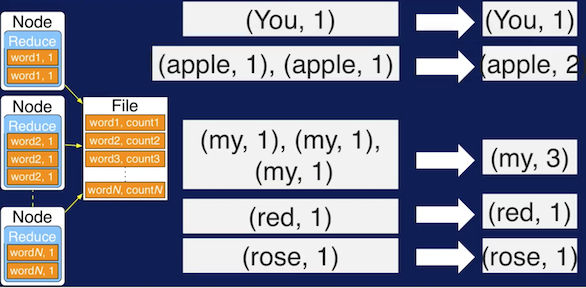 Node
Reduce
word1, 1
word1, 1
Node
Reduce
word2, 1
word2, 1
word2, 1
Node
Reduce
wordN, 1
wordN, 1
File
word1, count1
word2, count2
word3, count3
⋮
wordN, countN
(You, 1) (You, 1)
(apple, 1), (apple, 1) (apple, 2
(my, 1), (my, 1),
(my, 1) (my, 3)
(red, 1) (red, 1)
(rose, 1) (rose, 1)